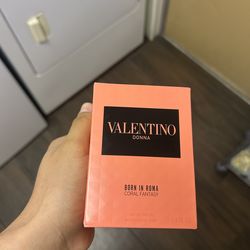 VALENTINO
DONNA
BORN IN ROMA
CORAL FANTASY